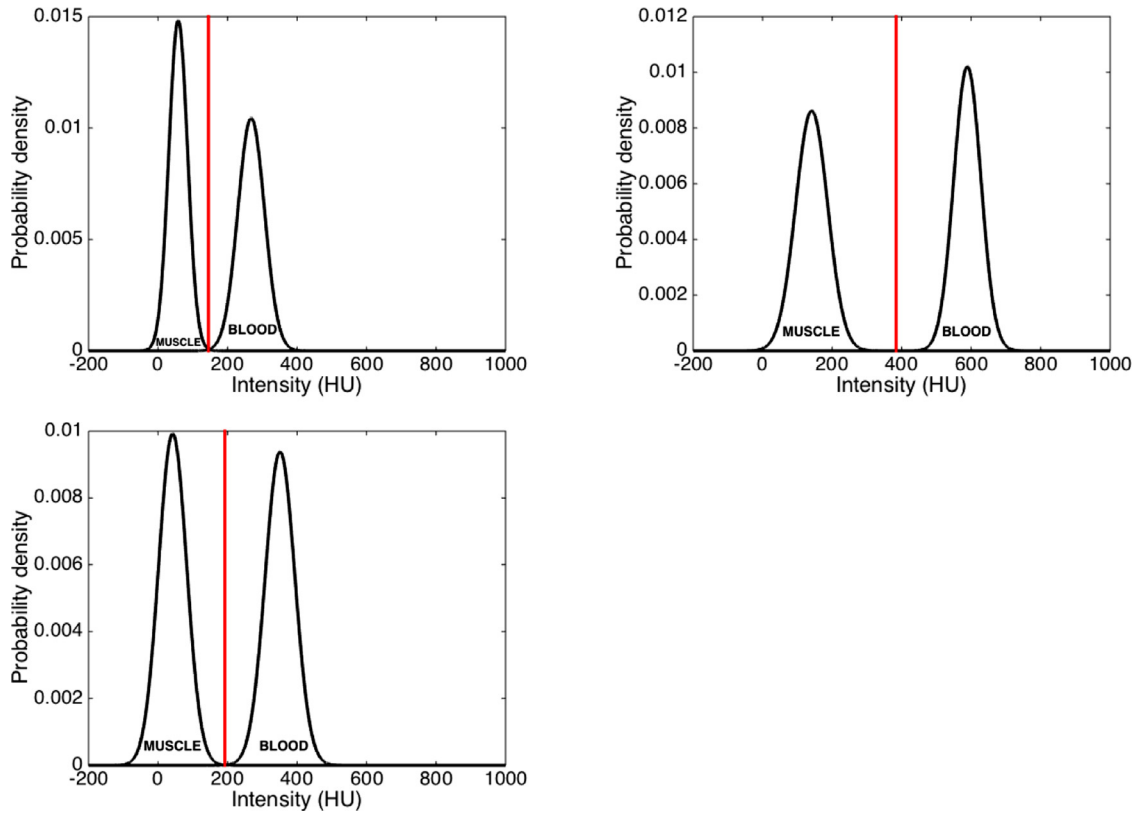 0.015
0.01
0.005
0
Probability density
MUSCLE
BLOOD
-200 0 200 400 600 800 1000
Intensity (HU)
0.012
0.01
0.008
0.006
0.004
0.002
0
Probability density
MUSCLE
BLOOD
-200 0 200 400 600 800 1000
Intensity (HU)
0.01
0.008
0.006
0.004
0.002
0
Probability density
MUSCLE
BLOOD
-200 0 200 400 600 800 1000
Intensity (HU)